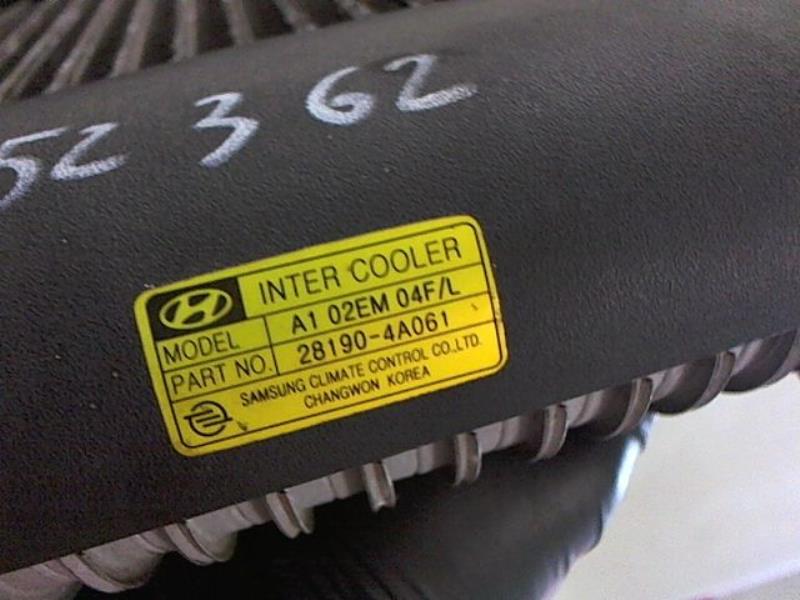 52 3 62
INTER COOLER
MODEL A1 02EM 04F/L
PART NO. 28190-4A061
SAMSUNG CLIMATE CONTROL CO.,LTD.
CHANGWON KOREA